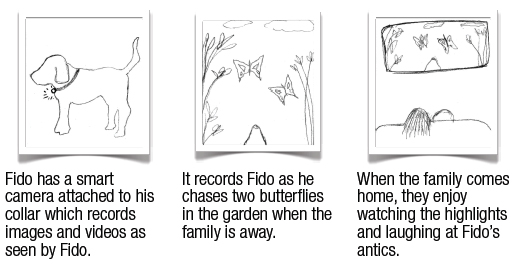 Fido has a smart
camera attached to his
collar which records
images and videos as
seen by Fido.
It records Fido as he
chases two butterflies
in the garden when the
family is away.
When the family comes
home, they enjoy
watching the highlights
and laughing at Fido's
antics.